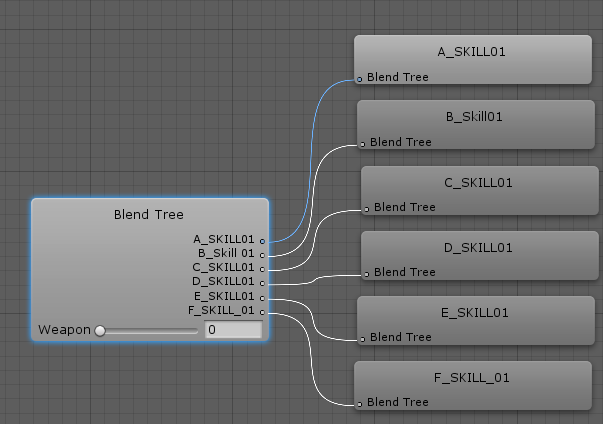 A_SKILL01
Blend Tree
B_Skill01
Blend Tree
C_SKILL01
Blend Tree
D_SKILL01
Blend Tree
E_SKILL01
Blend Tree
F_SKILL_01
Blend Tree
Blend Tree
A_SKILL01
B_Skill 01
C_SKILL01
D_SKILL01
E_SKILL01
F_SKILL_01
Weapon 0